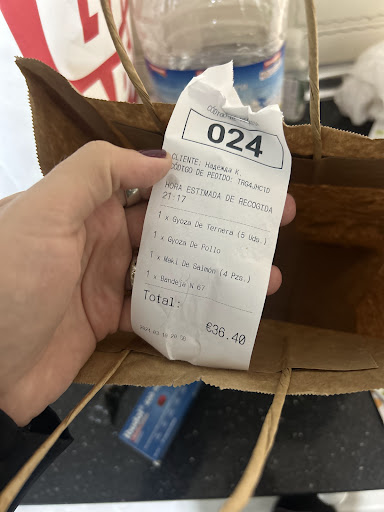 024
CLIENTE: Надежда К.
CÓDIGO DE PEDIDO: TRG4JMC1D
HORA ESTIMADA DE RECOGIDA
21:17
1 x Gyoza De Ternera (5 Uds.)
1 x Gyoza De Pollo
1 x Maki De Salmón (4 Pzs.)
1 x Bandeja N 67
Total:
€36.40